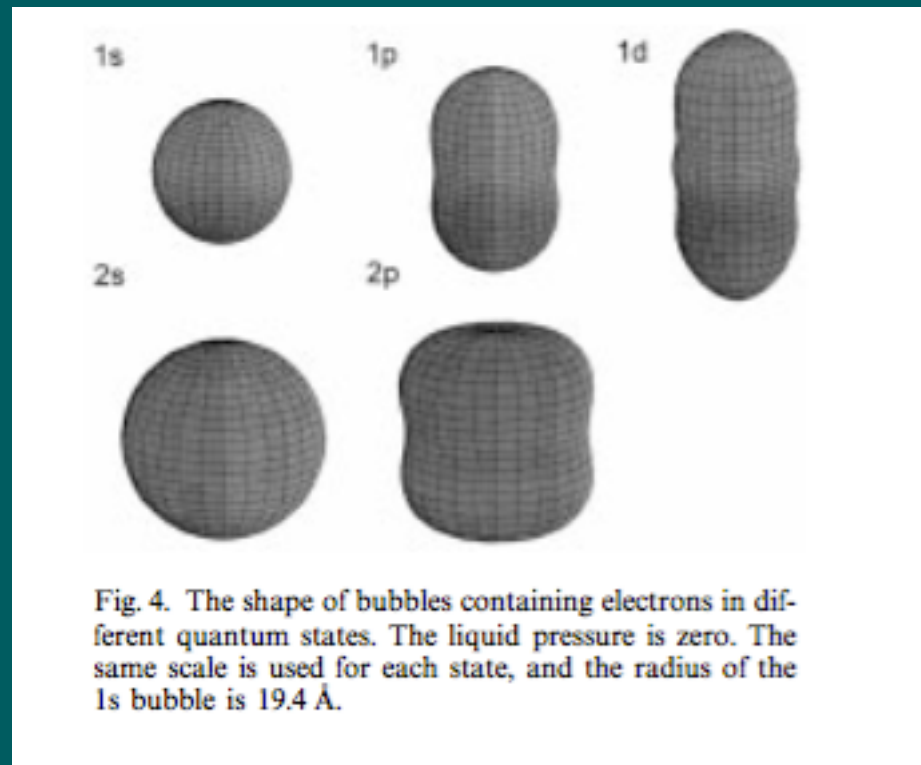 1s
1p
1d
2s
2p
Fig. 4. The shape of bubbles containing electrons in dif-
ferent quantum states. The liquid pressure is zero. The
same scale is used for each state, and the radius of the
1s bubble is 19.4 Å.